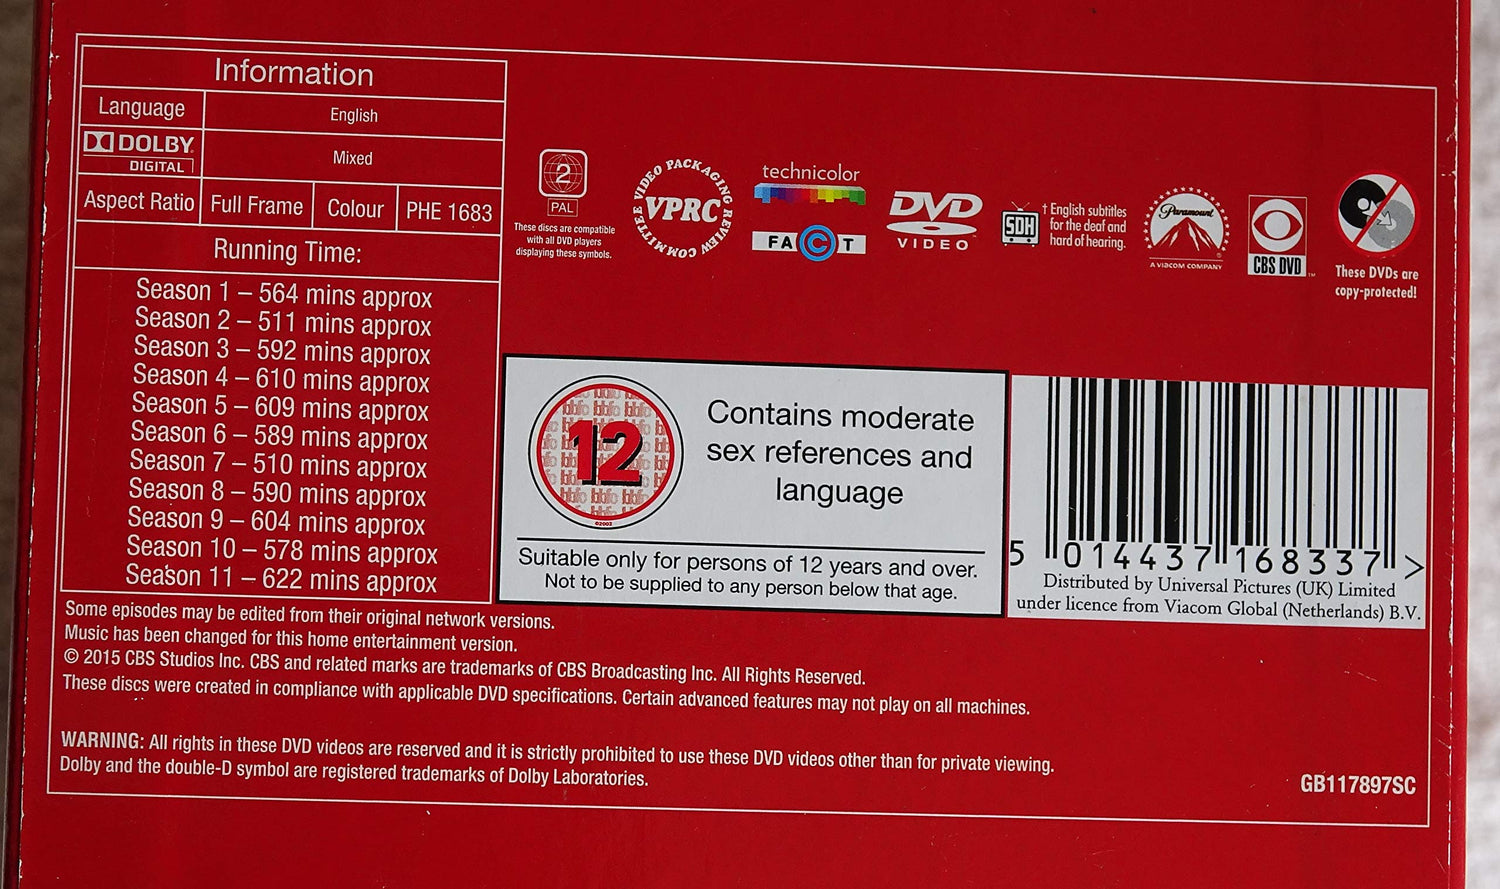 Information
Language
English
DOLBY
DIGITAL
Mixed
Aspect Ratio
Full Frame
Colour
PHE 1683
Running Time:
Season 1 – 564 mins approx
Season 2 – 511 mins approx
Season 3 – 592 mins approx
Season 4 – 610 mins approx
Season 5 – 609 mins approx
Season 6 – 589 mins approx
Season 7 – 510 mins approx
Season 8 – 590 mins approx
Season 9 – 604 mins approx
Season 10 – 578 mins approx
Season 11 – 622 mins approx
2
PAL
These discs are compatible
with all DVD players
displaying these symbols.
VIDEO PACKAGING REVIEW COMMITTEE
VPRC
technicolor
FA C T
DVD
VIDEO
SDH
† English subtitles
for the deaf and
hard of hearing.
Paramount
A VIACOM COMPANY
CBS DVD
TM
These DVDs are
copy-protected!
bbfc bbfc bbfc
12
©2002
Contains moderate
sex references and
language
Suitable only for persons of 12 years and over.
Not to be supplied to any person below that age.
5 014437 168337 >
Distributed by Universal Pictures (UK) Limited
under licence from Viacom Global (Netherlands) B.V.
Some episodes may be edited from their original network versions.
Music has been changed for this home entertainment version.
© 2015 CBS Studios Inc. CBS and related marks are trademarks of CBS Broadcasting Inc. All Rights Reserved.
These discs were created in compliance with applicable DVD specifications. Certain advanced features may not play on all machines.
WARNING: All rights in these DVD videos are reserved and it is strictly prohibited to use these DVD videos other than for private viewing.
Dolby and the double-D symbol are registered trademarks of Dolby Laboratories.
GB117897SC